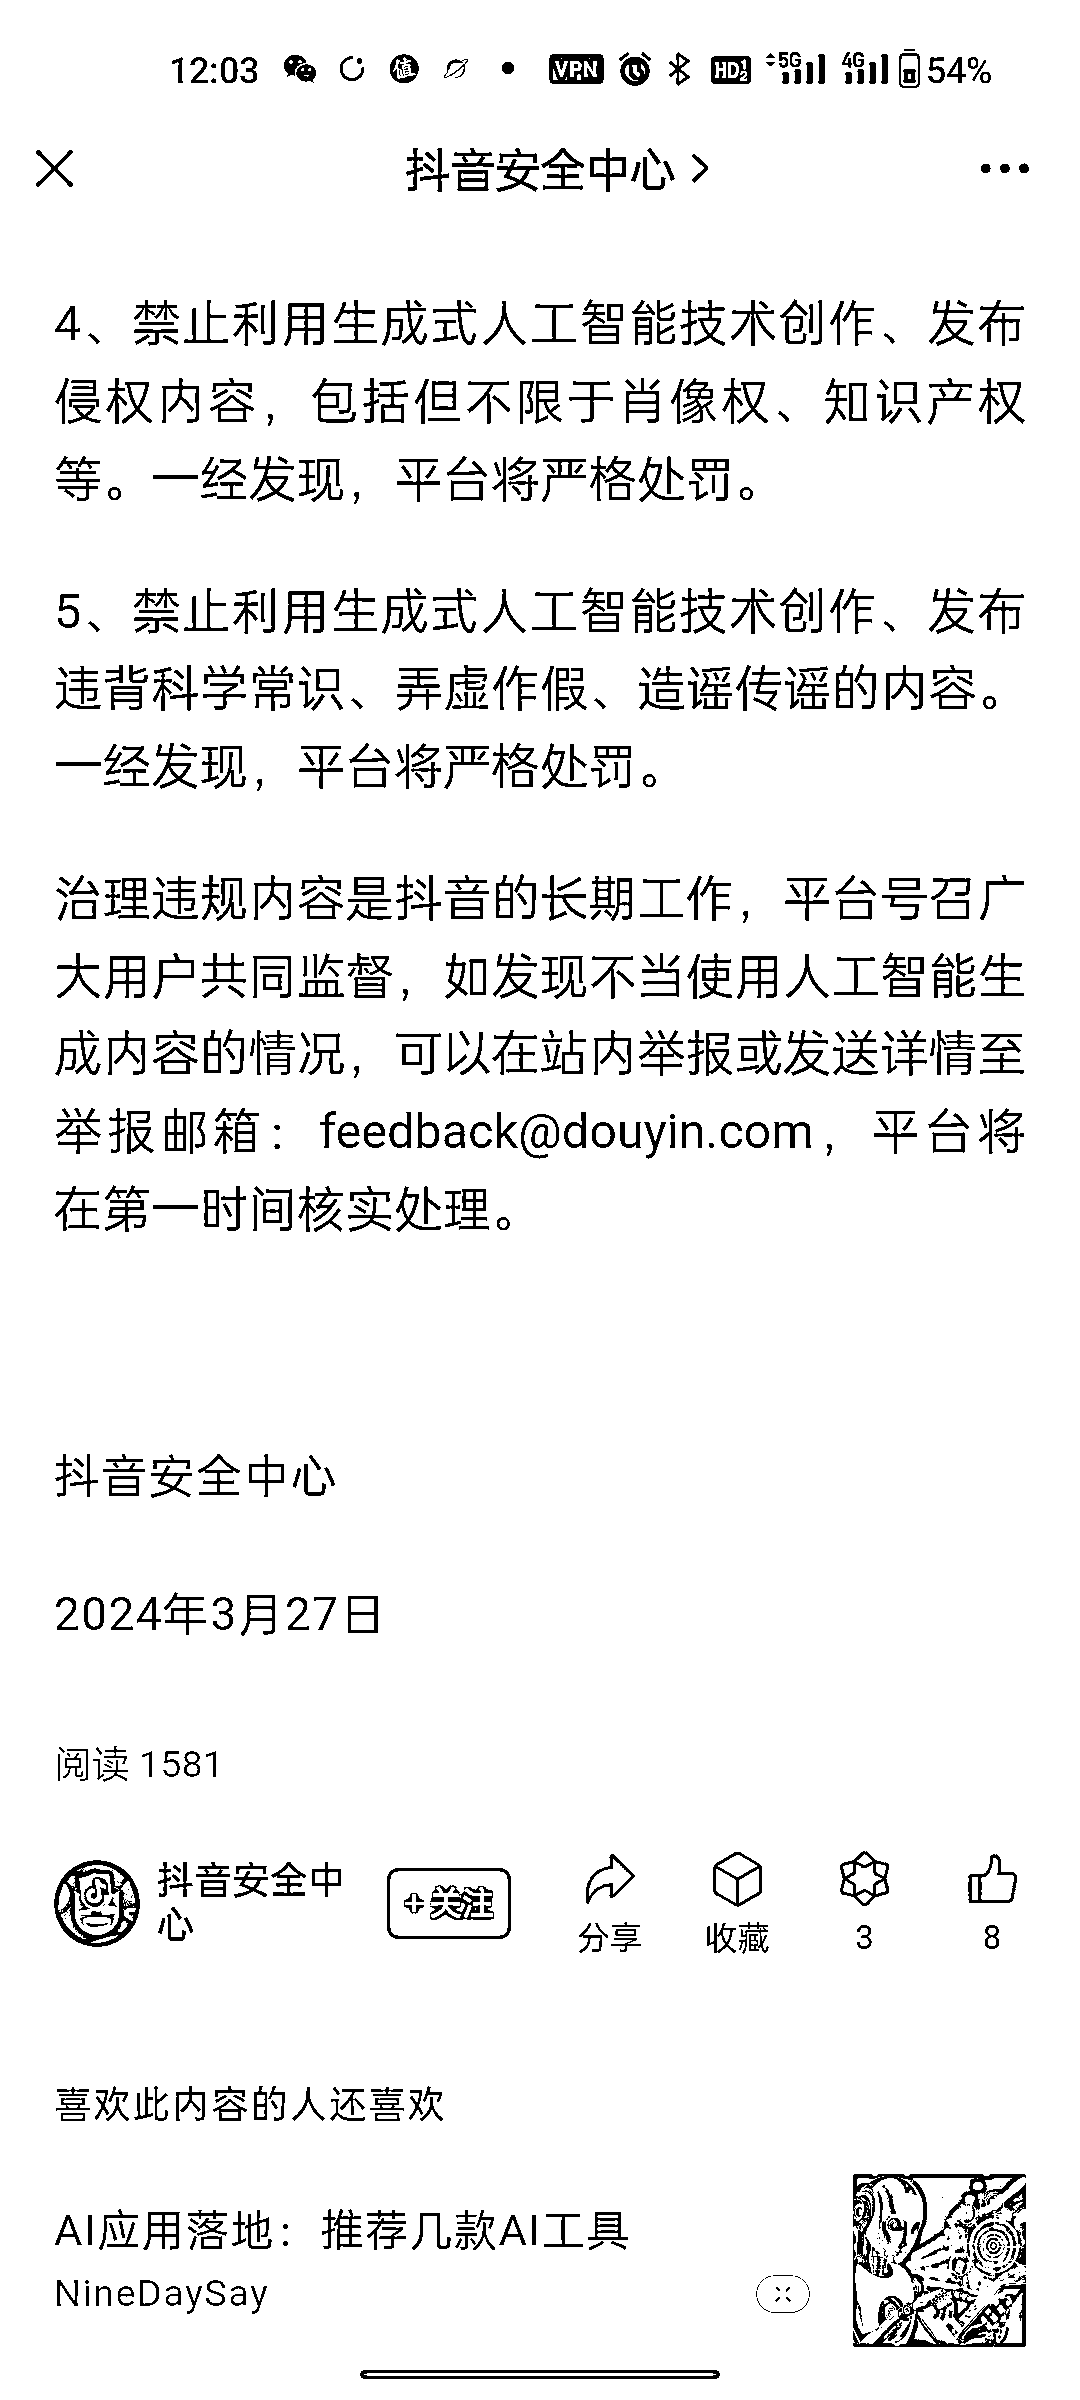 12:03 值 VPN HD 5G 4G 54%
抖音安全中心
4、禁止利用生成式人工智能技术创作、发布
侵权内容，包括但不限于肖像权、知识产权
等。一经发现，平台将严格处罚。
5、禁止利用生成式人工智能技术创作、发布
违背科学常识、弄虚作假、造谣传谣的内容。
一经发现，平台将严格处罚。
治理违规内容是抖音的长期工作，平台号召广
大用户共同监督，如发现不当使用人工智能生
成内容的情况，可以在站内举报或发送详情至
举报邮箱：feedback@douyin.com，平台将
在第一时间核实处理。
抖音安全中心
2024年3月27日
阅读 1581
抖音安全中
心
+关注
分享
收藏
3
8
喜欢此内容的人还喜欢
AI应用落地：推荐几款AI工具
NineDaySay